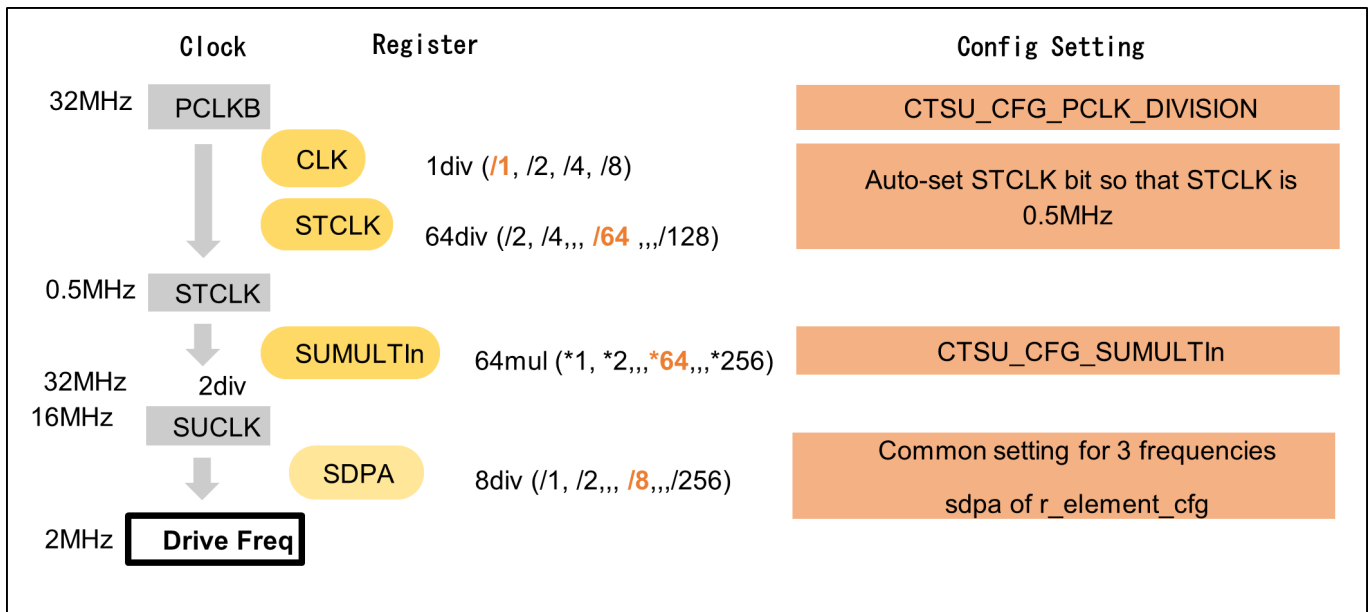 Clock Register Config Setting
32MHz PCLKB CTSU_CFG_PCLK_DIVISION
CLK 1div (/1, /2, /4, /8)
Auto-set STCLK bit so that STCLK is
0.5MHz
STCLK 64div (/2, /4,,, /64 ,,,/128)
0.5MHz STCLK
SUMULTIn 64mul (*1, *2,,,*64,,,*256) CTSU_CFG_SUMULTIn
32MHz 2div
16MHz SUCLK
SDPA 8div (/1, /2,,, /8,,,/256)
Common setting for 3 frequencies
sdpa of r_element_cfg
2MHz Drive Freq